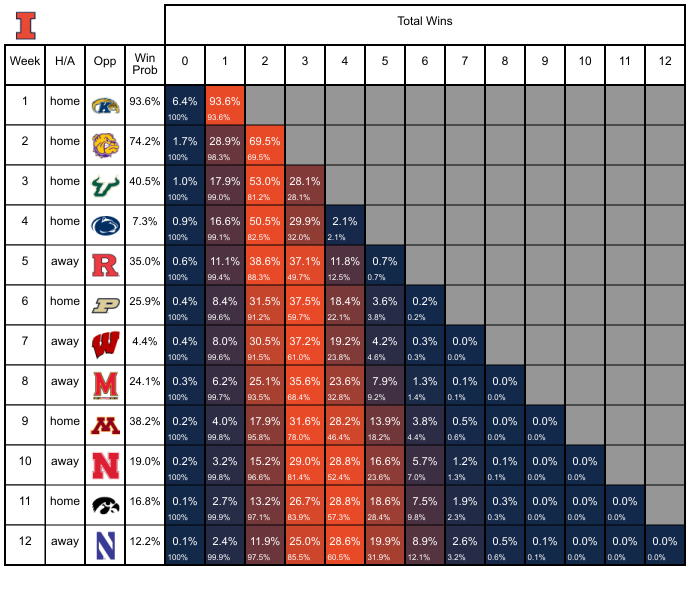 I
Total Wins
Week H/A Opp Win Prob 0 1 2 3 4 5 6 7 8 9 10 11 12
1 home K 93.6% 6.4% 93.6%
100% 93.6%
2 home 74.2% 1.7% 28.9% 69.5%
100% 98.3% 69.5%
3 home 40.5% 1.0% 17.9% 53.0% 28.1%
100% 99.0% 81.2% 28.1%
4 home 7.3% 0.9% 16.6% 50.5% 29.9% 2.1%
100% 99.1% 82.5% 32.0% 2.1%
5 away R 35.0% 0.6% 11.1% 38.6% 37.1% 11.8% 0.7%
100% 99.4% 88.3% 49.7% 12.5% 0.7%
6 home P 25.9% 0.4% 8.4% 31.5% 37.5% 18.4% 3.6% 0.2%
100% 99.6% 91.2% 59.7% 22.1% 3.8% 0.2%
7 away W 4.4% 0.4% 8.0% 30.5% 37.2% 19.2% 4.2% 0.3% 0.0%
100% 99.6% 91.5% 61.0% 23.8% 4.6% 0.3% 0.0%
8 away M 24.1% 0.3% 6.2% 25.1% 35.6% 23.6% 7.9% 1.3% 0.1% 0.0%
100% 99.7% 93.5% 68.4% 32.8% 9.2% 1.4% 0.1% 0.0%
9 home M 38.2% 0.2% 4.0% 17.9% 31.6% 28.2% 13.9% 3.8% 0.5% 0.0% 0.0%
100% 99.8% 95.8% 78.0% 46.4% 18.2% 4.4% 0.6% 0.0% 0.0%
10 away N 19.0% 0.2% 3.2% 15.2% 29.0% 28.8% 16.6% 5.7% 1.2% 0.1% 0.0% 0.0%
100% 99.8% 96.6% 81.4% 52.4% 23.6% 7.0% 1.3% 0.1% 0.0% 0.0%
11 home 16.8% 0.1% 2.7% 13.2% 26.7% 28.8% 18.6% 7.5% 1.9% 0.3% 0.0% 0.0% 0.0%
100% 99.9% 97.1% 83.9% 57.3% 28.4% 9.8% 2.3% 0.3% 0.0% 0.0% 0.0%
12 away N 12.2% 0.1% 2.4% 11.9% 25.0% 28.6% 19.9% 8.9% 2.6% 0.5% 0.1% 0.0% 0.0% 0.0%
100% 99.9% 97.5% 85.5% 60.5% 31.9% 12.1% 3.2% 0.6% 0.1% 0.0% 0.0% 0.0%